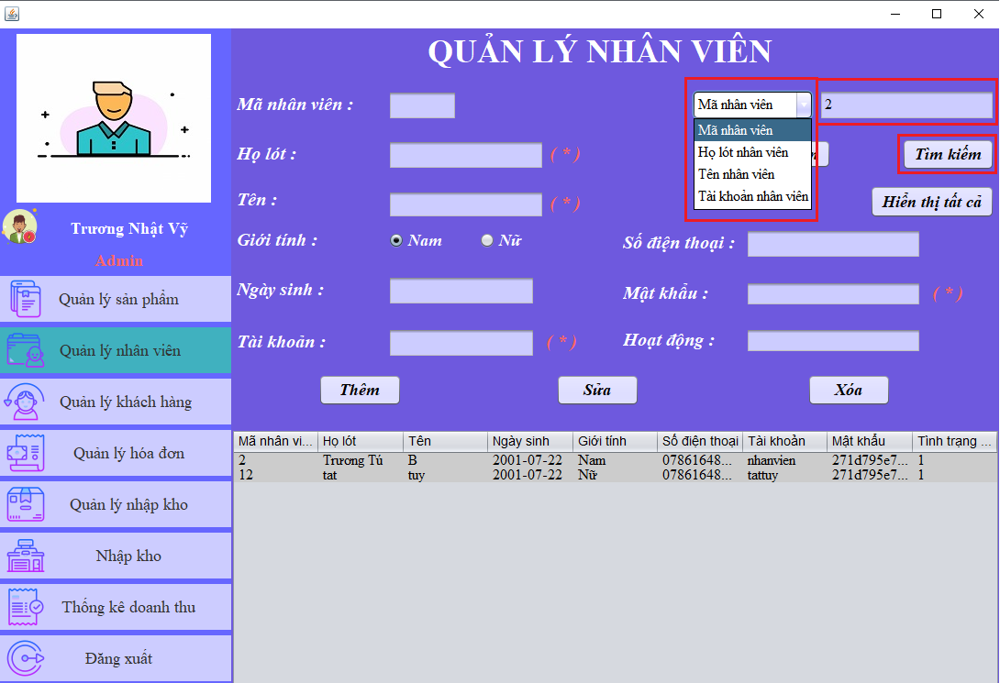 QUẢN LÝ NHÂN VIÊN
Mã nhân viên :
Mã nhân viên
2
Mã nhân viên
Họ lót nhân viên
Tên nhân viên
Tài khoản nhân viên
Họ lót :
( * )
Tìm kiếm
Tên :
( * )
Hiển thị tất cả
Giới tính :
Nam
Nữ
Số điện thoại :
Ngày sinh :
Mật khẩu :
( * )
Tài khoản :
( * )
Hoạt động :
Thêm
Sửa
Xóa
Trương Nhật Vỹ
Admin
Quản lý sản phẩm
Quản lý nhân viên
Quản lý khách hàng
Quản lý hóa đơn
Quản lý nhập kho
Nhập kho
Thống kê doanh thu
Đăng xuất
Mã nhân vi... Họ lót Tên Ngày sinh Giới tính Số điện thoại Tài khoản Mật khẩu Tình trạng ...
2 Trương Tú B 2001-07-22 Nam 07861648... nhanvien 271d795e7... 1
12 tat tuy 2001-07-22 Nữ 07861648... tattuy 271d795e7... 1